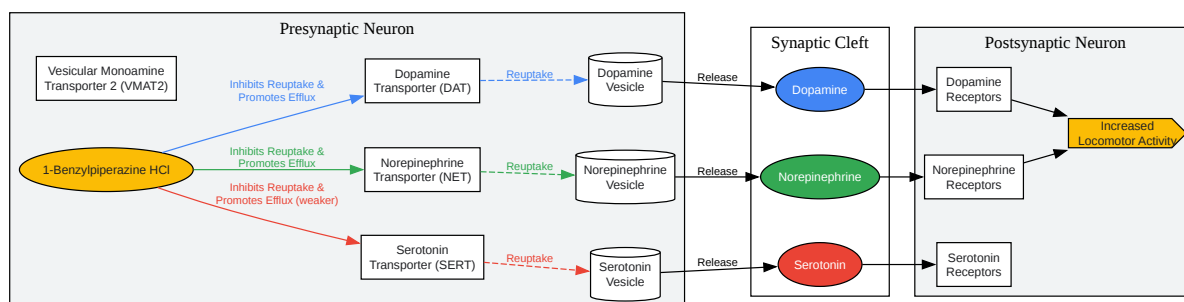 Presynaptic Neuron
Synaptic Cleft
Postsynaptic Neuron
Vesicular Monoamine
Transporter 2 (VMAT2)
Inhibits Reuptake &
Promotes Efflux
Dopamine
Transporter (DAT)
Reuptake
Dopamine
Vesicle
Release
Dopamine
Dopamine
Receptors
Increased
Locomotor Activity
1-Benzylpiperazine HCl
Inhibits Reuptake &
Promotes Efflux
Norepinephrine
Transporter (NET)
Reuptake
Norepinephrine
Vesicle
Release
Norepinephrine
Norepinephrine
Receptors
Inhibits Reuptake &
Promotes Efflux (weaker)
Serotonin
Transporter (SERT)
Reuptake
Serotonin
Vesicle
Release
Serotonin
Serotonin
Receptors